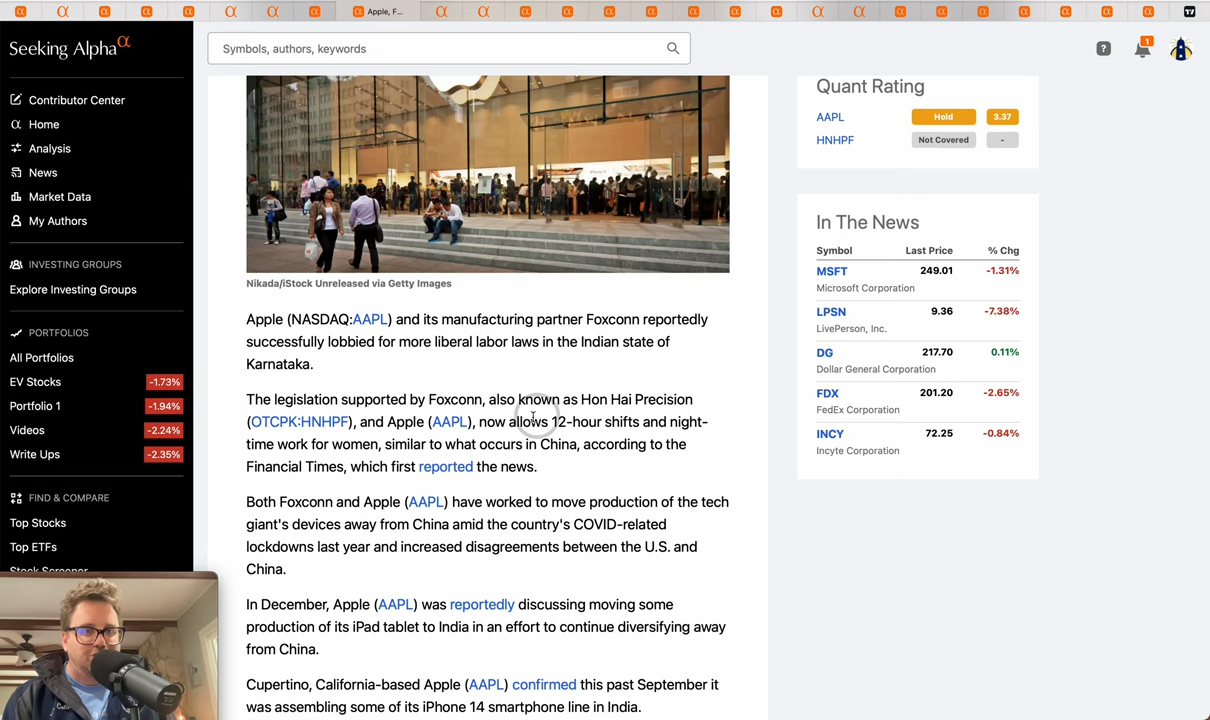 Apple, F...
Seeking Alpha α
Symbols, authors, keywords
?
1
Contributor Center
Home
Analysis
News
Market Data
My Authors
INVESTING GROUPS
Explore Investing Groups
PORTFOLIOS
All Portfolios
EV Stocks -1.73%
Portfolio 1 -1.94%
Videos -2.24%
Write Ups -2.35%
FIND & COMPARE
Top Stocks
Top ETFs
Stock Screener
Nikada/iStock Unreleased via Getty Images
Apple (NASDAQ:AAPL) and its manufacturing partner Foxconn reportedly
successfully lobbied for more liberal labor laws in the Indian state of
Karnataka.
The legislation supported by Foxconn, also known as Hon Hai Precision
(OTCPK:HNHPF), and Apple (AAPL), now allows 12-hour shifts and night-
time work for women, similar to what occurs in China, according to the
Financial Times, which first reported the news.
Both Foxconn and Apple (AAPL) have worked to move production of the tech
giant's devices away from China amid the country's COVID-related
lockdowns last year and increased disagreements between the U.S. and
China.
In December, Apple (AAPL) was reportedly discussing moving some
production of its iPad tablet to India in an effort to continue diversifying away
from China.
Cupertino, California-based Apple (AAPL) confirmed this past September it
was assembling some of its iPhone 14 smartphone line in India.
Quant Rating
AAPL Hold 3.37
HNHPF Not Covered -
In The News
Symbol Last Price % Chg
MSFT 249.01 -1.31%
Microsoft Corporation
LPSN 9.36 -7.38%
LivePerson, Inc.
DG 217.70 0.11%
Dollar General Corporation
FDX 201.20 -2.65%
FedEx Corporation
INCY 72.25 -0.84%
Incyte Corporation